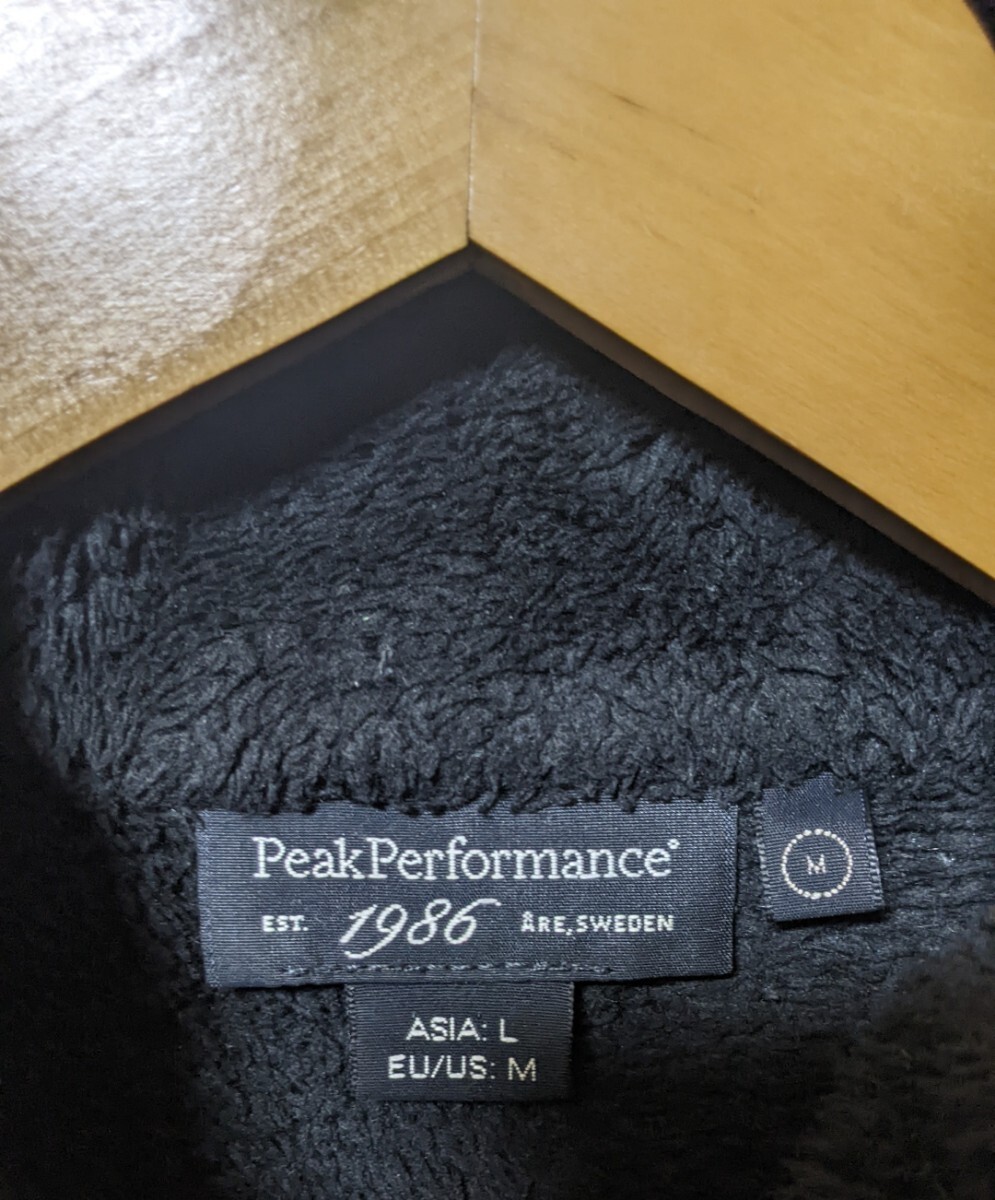 PeakPerformance®
EST. 1986 ÅRE, SWEDEN
M
ASIA: L
EU/US: M